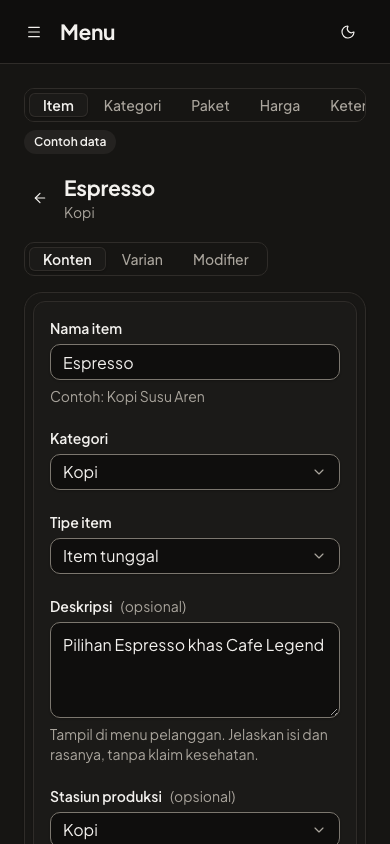 Menu
Item Kategori Paket Harga Keter
Contoh data
Espresso
Kopi
Konten Varian Modifier
Nama item
Espresso
Contoh: Kopi Susu Aren
Kategori
Kopi
Tipe item
Item tunggal
Deskripsi (opsional)
Pilihan Espresso khas Cafe Legend
Tampil di menu pelanggan. Jelaskan isi dan
rasanya, tanpa klaim kesehatan.
Stasiun produksi (opsional)
Kopi